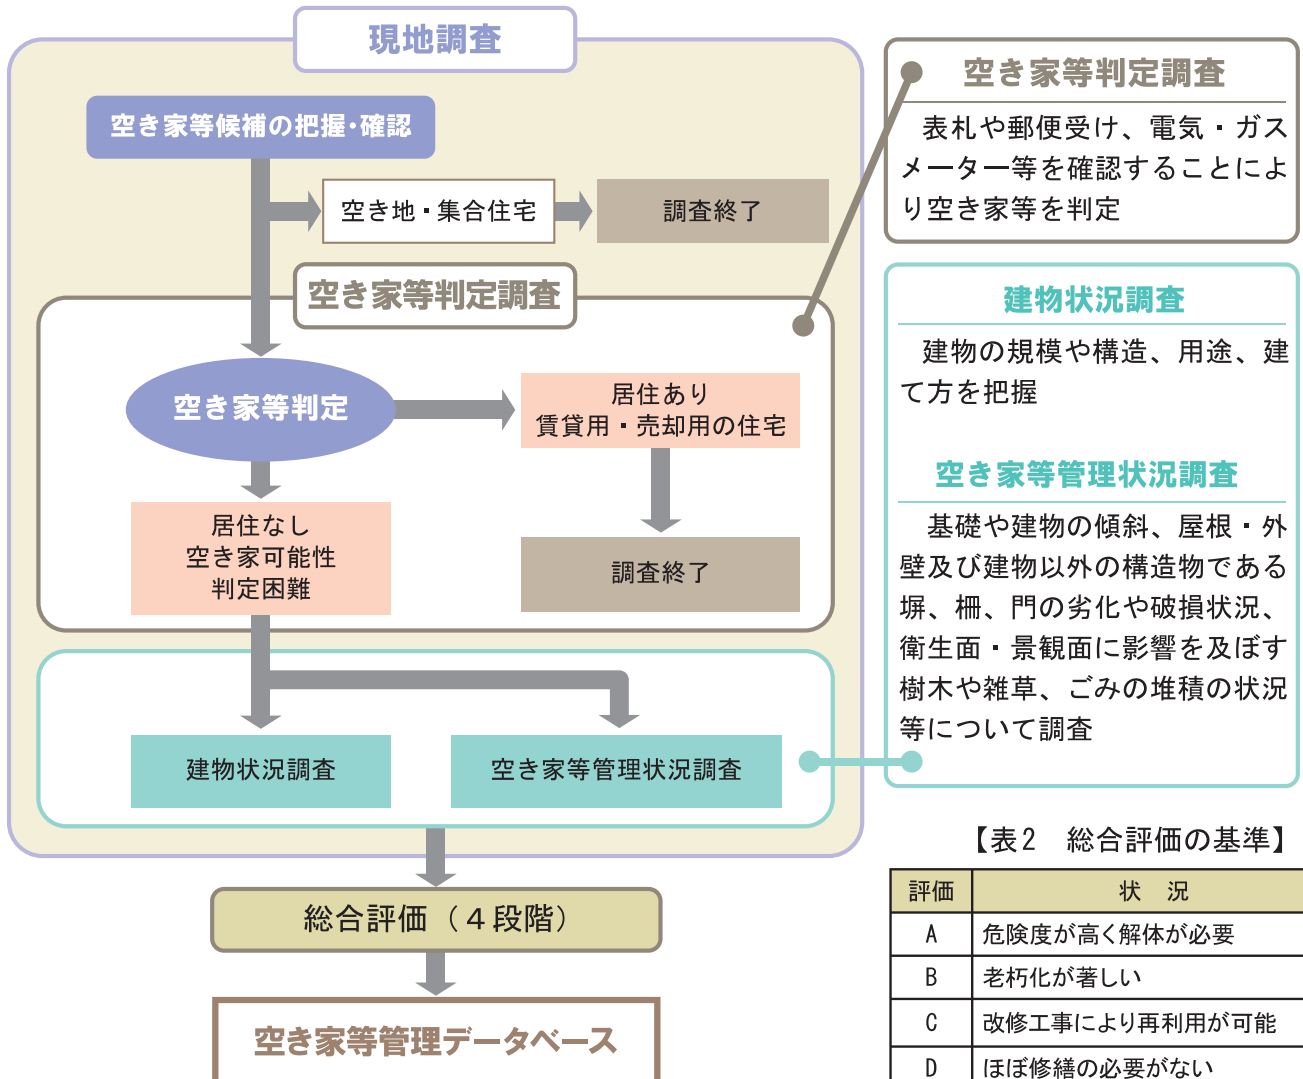 現地調査
空き家等候補の把握・確認
空き地・集合住宅
調査終了
空き家等判定調査
空き家等判定
居住あり
賃貸用・売却用の住宅
調査終了
居住なし
空き家可能性
判定困難
建物状況調査
空き家等管理状況調査
総合評価（４段階）
空き家等管理データベース
空き家等判定調査
表札や郵便受け、電気・ガス
メーター等を確認することによ
り空き家等を判定
建物状況調査
建物の規模や構造、用途、建
て方を把握
空き家等管理状況調査
基礎や建物の傾斜、屋根・外
壁及び建物以外の構造物である
塀、柵、門の劣化や破損状況、
衛生面・景観面に影響を及ぼす
樹木や雑草、ごみの堆積の状況
等について調査
【表2　総合評価の基準】
評価　状　況
A　危険度が高く解体が必要
B　老朽化が著しい
C　改修工事により再利用が可能
D　ほぼ修繕の必要がない